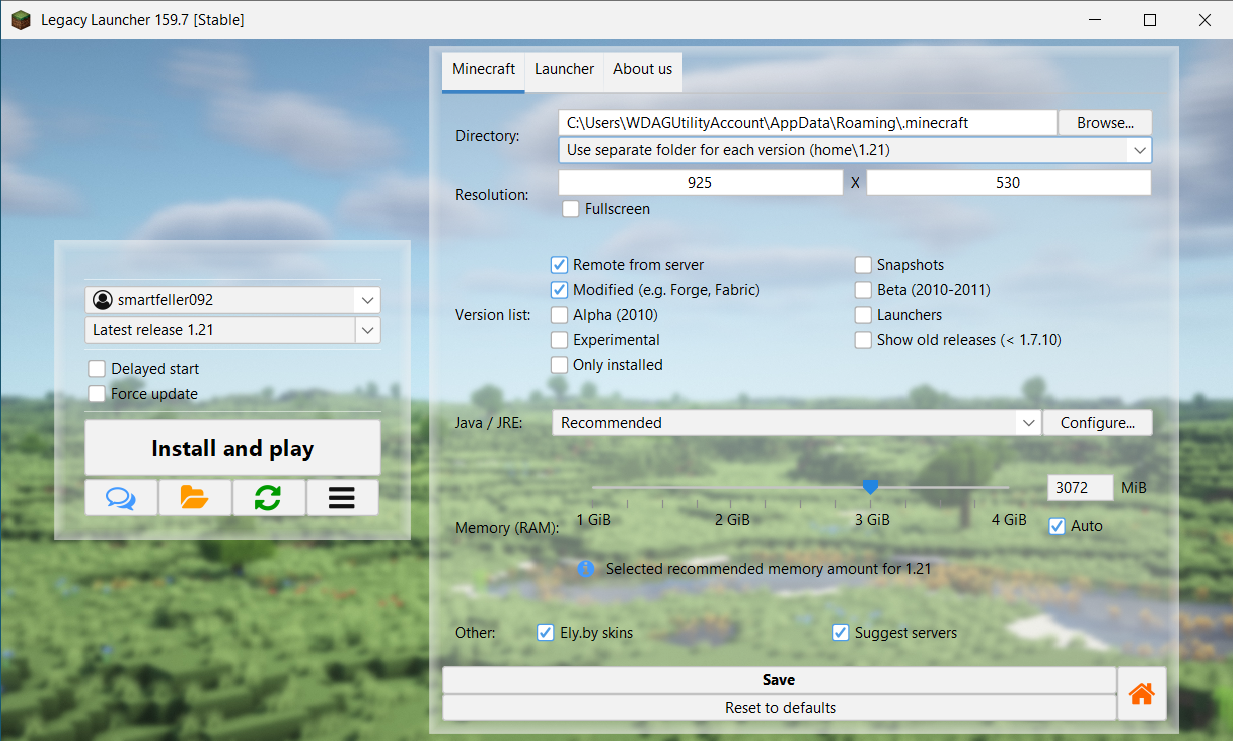 Legacy Launcher 159.7 [Stable]
smartfeller092
Latest release 1.21
Delayed start
Force update
Install and play
Minecraft
Launcher
About us
Directory:
C:\Users\WDAGUtilityAccount\AppData\Roaming\.minecraft
Browse...
Use separate folder for each version (home\1.21)
Resolution:
925 X 530
Fullscreen
Version list:
Remote from server
Snapshots
Modified (e.g. Forge, Fabric)
Beta (2010-2011)
Alpha (2010)
Launchers
Experimental
Show old releases (< 1.7.10)
Only installed
Java / JRE:
Recommended
Configure...
Memory (RAM):
1 GiB 2 GiB 3 GiB 4 GiB
3072 MiB
Auto
Selected recommended memory amount for 1.21
Other:
Ely.by skins
Suggest servers
Save
Reset to defaults